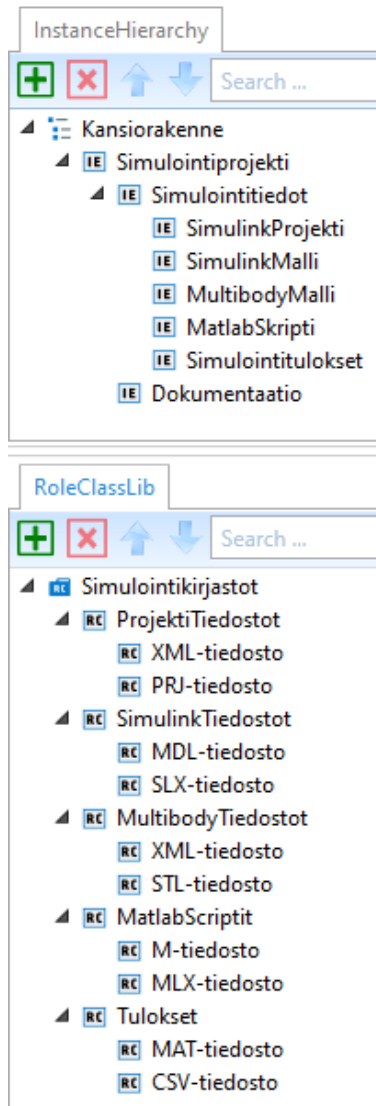 InstanceHierarchy
Search ...
Kansiorakenne
IE Simulointiprojekti
IE Simulointitiedot
IE SimulinkProjekti
IE SimulinkMalli
IE MultibodyMalli
IE MatlabSkripti
IE Simulointitulokset
IE Dokumentaatio
RoleClassLib
Search ...
RC Simulointikirjastot
RC ProjektiTiedostot
RC XML-tiedosto
RC PRJ-tiedosto
RC SimulinkTiedostot
RC MDL-tiedosto
RC SLX-tiedosto
RC MultibodyTiedostot
RC XML-tiedosto
RC STL-tiedosto
RC MatlabScriptit
RC M-tiedosto
RC MLX-tiedosto
RC Tulokset
RC MAT-tiedosto
RC CSV-tiedosto